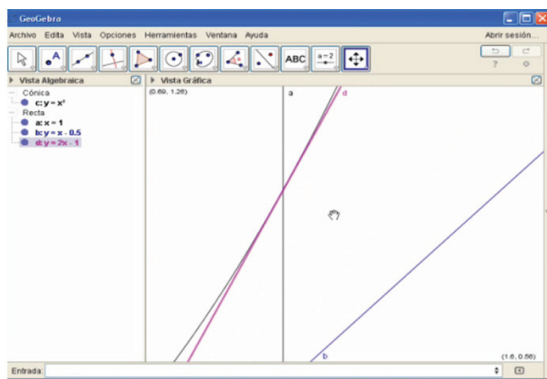 GeoGebra
Archivo Edita Vista Opciones Herramientas Ventana Ayuda Abrir sesión...
ABC a=2
Vista Algebraica Vista Gráfica
Cónica
c: y = x²
Recta
a: x = 1
b: y = x - 0.5
d: y = 2x - 1
(0.69, 1.26)
a d
b
(1.6, 0.56)
Entrada: